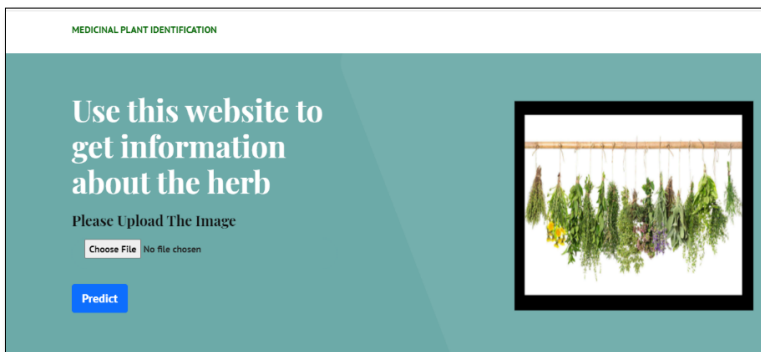 MEDICINAL PLANT IDENTIFICATION
Use this website to
get information
about the herb
Please Upload The Image
Choose File No file chosen
Predict